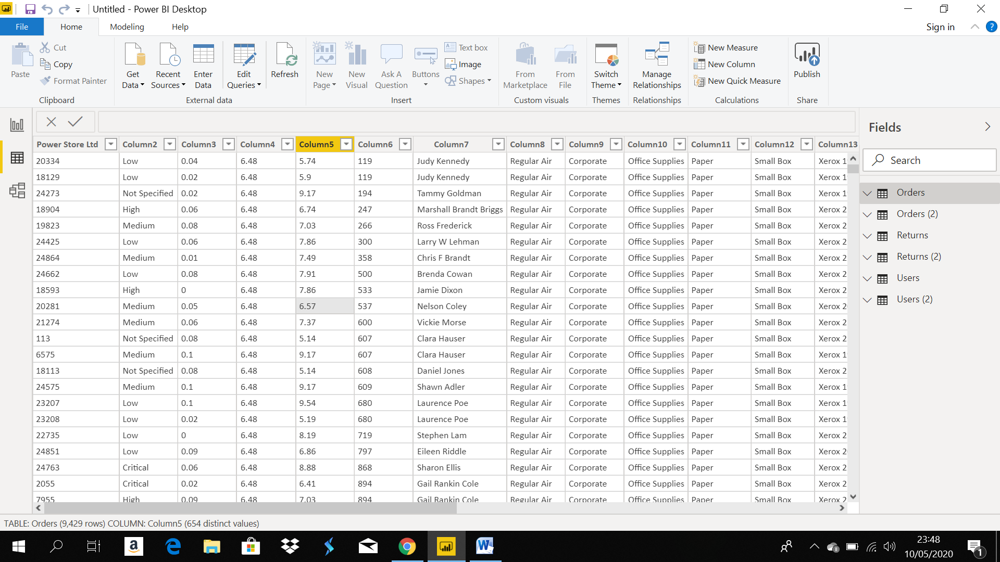 Untitled - Power BI Desktop
File Home Modeling Help Sign in
Paste Cut Copy Format Painter
Clipboard
Get Data Recent Sources Enter Data Edit Queries Refresh
External data
New Page New Visual Ask A Question Buttons Text box Image Shapes
Insert
From Marketplace From File
Custom visuals
Switch Theme
Themes
Manage Relationships
Relationships
New Measure
New Column
New Quick Measure
Calculations
Publish
Share
Power Store Ltd Column2 Column3 Column4 Column5 Column6 Column7 Column8 Column9 Column10 Column11 Column12 Column13
20334 Low 0.04 6.48 5.74 119 Judy Kennedy Regular Air Corporate Office Supplies Paper Small Box Xerox 1
18129 Low 0.02 6.48 5.9 119 Judy Kennedy Regular Air Corporate Office Supplies Paper Small Box Xerox 1
24273 Not Specified 0.02 6.48 9.17 194 Tammy Goldman Regular Air Corporate Office Supplies Paper Small Box Xerox 1
18904 High 0.06 6.48 6.74 247 Marshall Brandt Briggs Regular Air Corporate Office Supplies Paper Small Box Xerox 2
19823 Medium 0.08 6.48 7.03 266 Ross Frederick Regular Air Corporate Office Supplies Paper Small Box Xerox 2
24425 Low 0.06 6.48 7.86 300 Larry W Lehman Regular Air Corporate Office Supplies Paper Small Box Xerox 2
24864 Medium 0.01 6.48 7.49 358 Chris F Brandt Regular Air Corporate Office Supplies Paper Small Box Xerox 2
24662 Low 0.08 6.48 7.91 500 Brenda Cowan Regular Air Corporate Office Supplies Paper Small Box Xerox 2
18593 High 0 6.48 7.86 533 Jamie Dixon Regular Air Corporate Office Supplies Paper Small Box Xerox 2
20281 Medium 0.05 6.48 6.57 537 Nelson Coley Regular Air Corporate Office Supplies Paper Small Box Xerox 2
21274 Medium 0.06 6.48 7.37 600 Vickie Morse Regular Air Corporate Office Supplies Paper Small Box Xerox 2
113 Not Specified 0.08 6.48 5.14 607 Clara Hauser Regular Air Corporate Office Supplies Paper Small Box Xerox 2
6575 Medium 0.1 6.48 9.17 607 Clara Hauser Regular Air Corporate Office Supplies Paper Small Box Xerox 1
18113 Not Specified 0.08 6.48 5.14 608 Daniel Jones Regular Air Corporate Office Supplies Paper Small Box Xerox 2
24575 Medium 0.1 6.48 9.17 609 Shawn Adler Regular Air Corporate Office Supplies Paper Small Box Xerox 1
23207 Low 0.1 6.48 9.54 680 Laurence Poe Regular Air Corporate Office Supplies Paper Small Box Xerox 1
23208 Low 0.02 6.48 5.19 680 Laurence Poe Regular Air Corporate Office Supplies Paper Small Box Xerox 1
22735 Low 0 6.48 8.19 719 Stephen Lam Regular Air Corporate Office Supplies Paper Small Box Xerox 2
24851 Low 0.09 6.48 6.86 797 Eileen Riddle Regular Air Corporate Office Supplies Paper Small Box Xerox 2
24763 Critical 0.06 6.48 8.88 868 Sharon Ellis Regular Air Corporate Office Supplies Paper Small Box Xerox 2
2055 Critical 0.02 6.48 6.41 894 Gail Rankin Cole Regular Air Corporate Office Supplies Paper Small Box Xerox 2
7955 High 0.09 6.48 7.03 894 Gail Rankin Cole Regular Air Corporate Office Supplies Paper Small Box Xerox 2
Fields
Search
Orders
Orders (2)
Returns
Returns (2)
Users
Users (2)
TABLE: Orders (9,429 rows) COLUMN: Column5 (654 distinct values)
23:48
10/05/2020
1